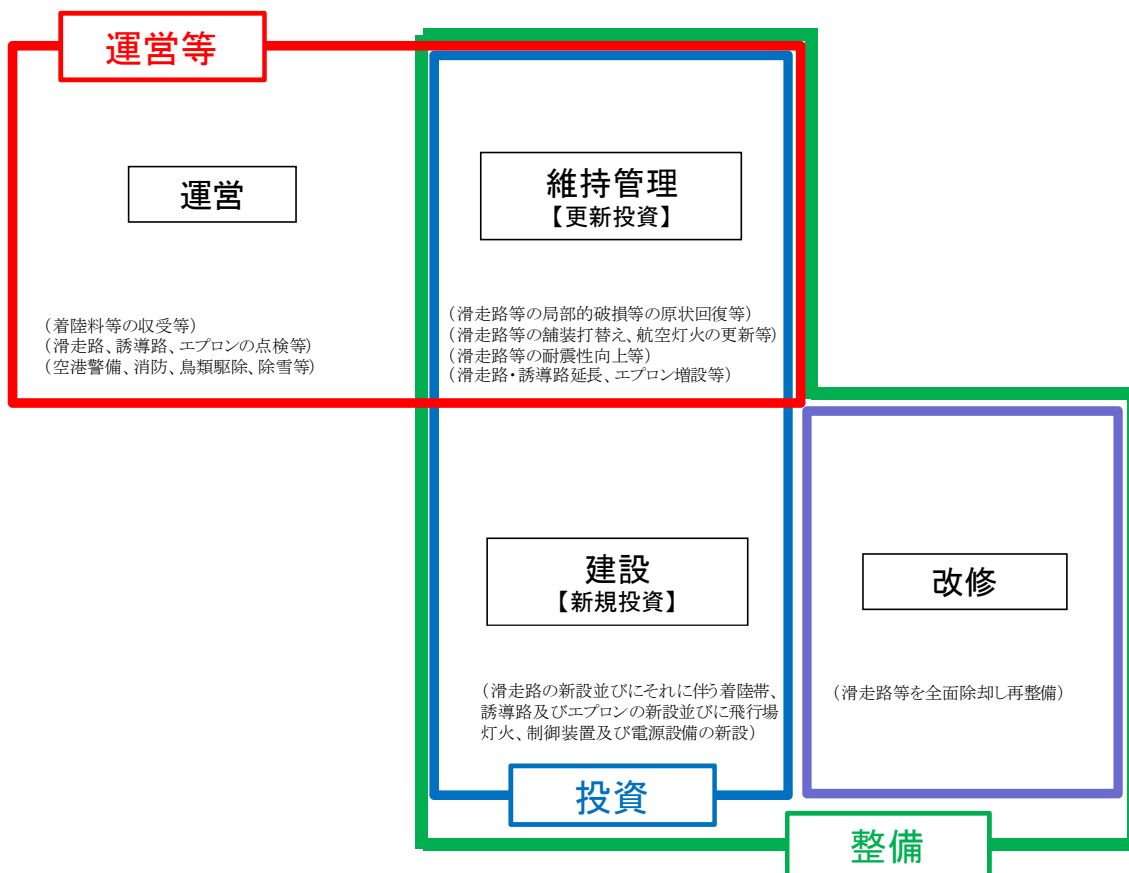 運営等
運営
維持管理
【更新投資】
（着陸料等の収受等）
（滑走路、誘導路、エプロンの点検等）
（空港警備、消防、鳥類駆除、除雪等）
（滑走路等の局部的破損等の原状回復等）
（滑走路等の舗装打替え、航空灯火の更新等）
（滑走路等の耐震性向上等）
（滑走路・誘導路延長、エプロン増設等）
建設
【新規投資】
改修
（滑走路の新設並びにそれに伴う着陸帯、
誘導路及びエプロンの新設並びに飛行場
灯火、制御装置及び電源設備の新設）
（滑走路等を全面除却し再整備）
投資
整備